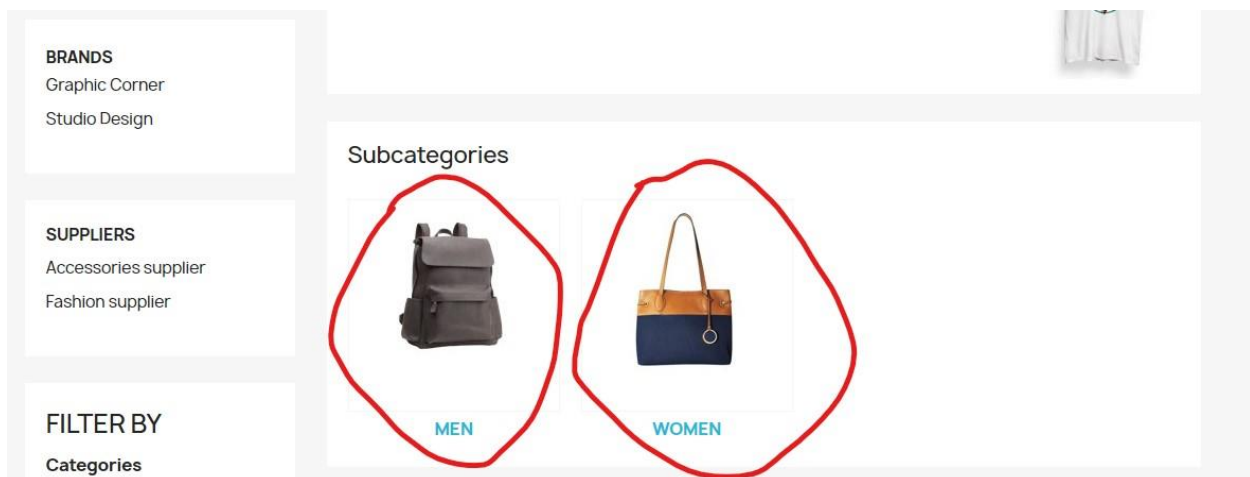 BRANDS
Graphic Corner
Studio Design
SUPPLIERS
Accessories supplier
Fashion supplier
FILTER BY
Categories
Subcategories
MEN
WOMEN